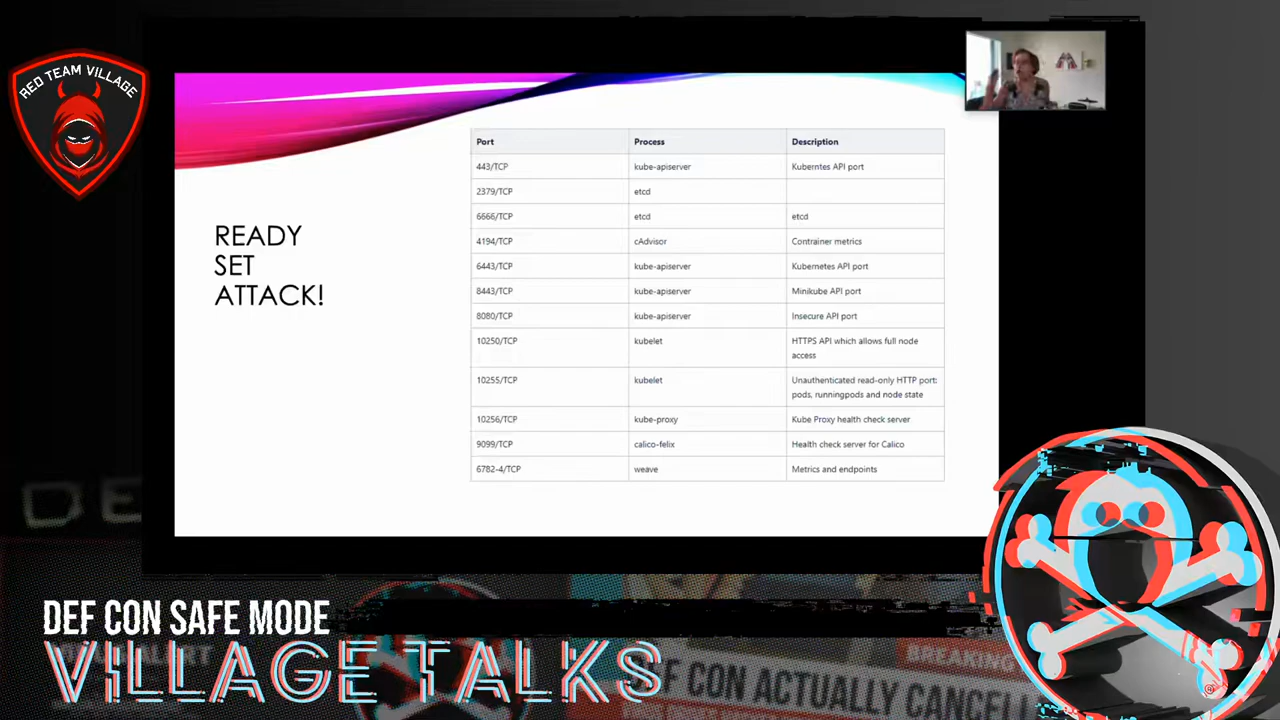 RED TEAM VILLAGE
READY
SET
ATTACK!
Port Process Description
443/TCP kube-apiserver Kuberntes API port
2379/TCP etcd
6666/TCP etcd etcd
4194/TCP cAdvisor Contrainer metrics
6443/TCP kube-apiserver Kubernetes API port
8443/TCP kube-apiserver Minikube API port
8080/TCP kube-apiserver Insecure API port
10250/TCP kubelet HTTPS API which allows full node
access
10255/TCP kubelet Unauthenticated read-only HTTP port:
pods, runningpods and node state
10256/TCP kube-proxy Kube Proxy health check server
9099/TCP calico-felix Health check server for Calico
6782-4/TCP weave Metrics and endpoints
DEF CON SAFE MODE
VILLAGE TALKS
BREAKING
DEF CON ACTUALLY CANCELL